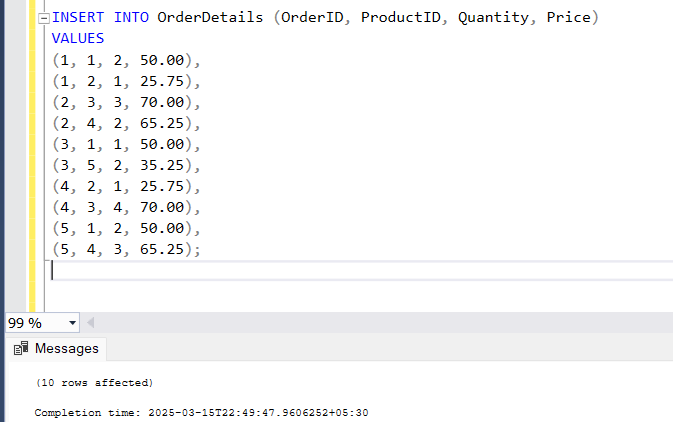 INSERT INTO OrderDetails (OrderID, ProductID, Quantity, Price)
VALUES
(1, 1, 2, 50.00),
(1, 2, 1, 25.75),
(2, 3, 3, 70.00),
(2, 4, 2, 65.25),
(3, 1, 1, 50.00),
(3, 5, 2, 35.25),
(4, 2, 1, 25.75),
(4, 3, 4, 70.00),
(5, 1, 2, 50.00),
(5, 4, 3, 65.25);
99 %
Messages
(10 rows affected)
Completion time: 2025-03-15T22:49:47.9606252+05:30